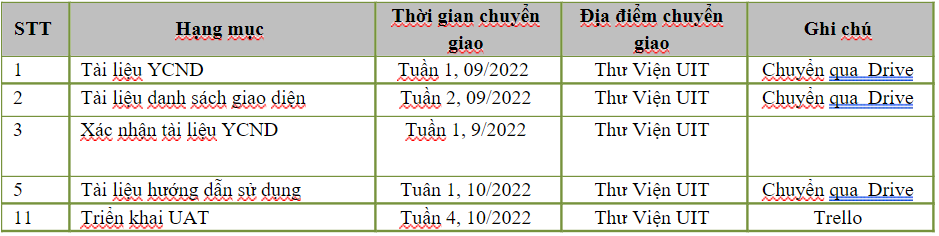 STT Hạng mục Thời gian chuyển giao Địa điểm chuyển giao Ghi chú
1 Tài liệu YCND Tuần 1, 09/2022 Thư Viện UIT Chuyển qua Drive
2 Tài liệu danh sách giao diện Tuần 2, 09/2022 Thư Viện UIT Chuyển qua Drive
3 Xác nhận tài liệu YCND Tuần 1, 9/2022 Thư Viện UIT
5 Tài liệu hướng dẫn sử dụng Tuân 1, 10/2022 Thư Viện UIT Chuyển qua Drive
11 Triển khai UAT Tuần 4, 10/2022 Thư Viện UIT Trello